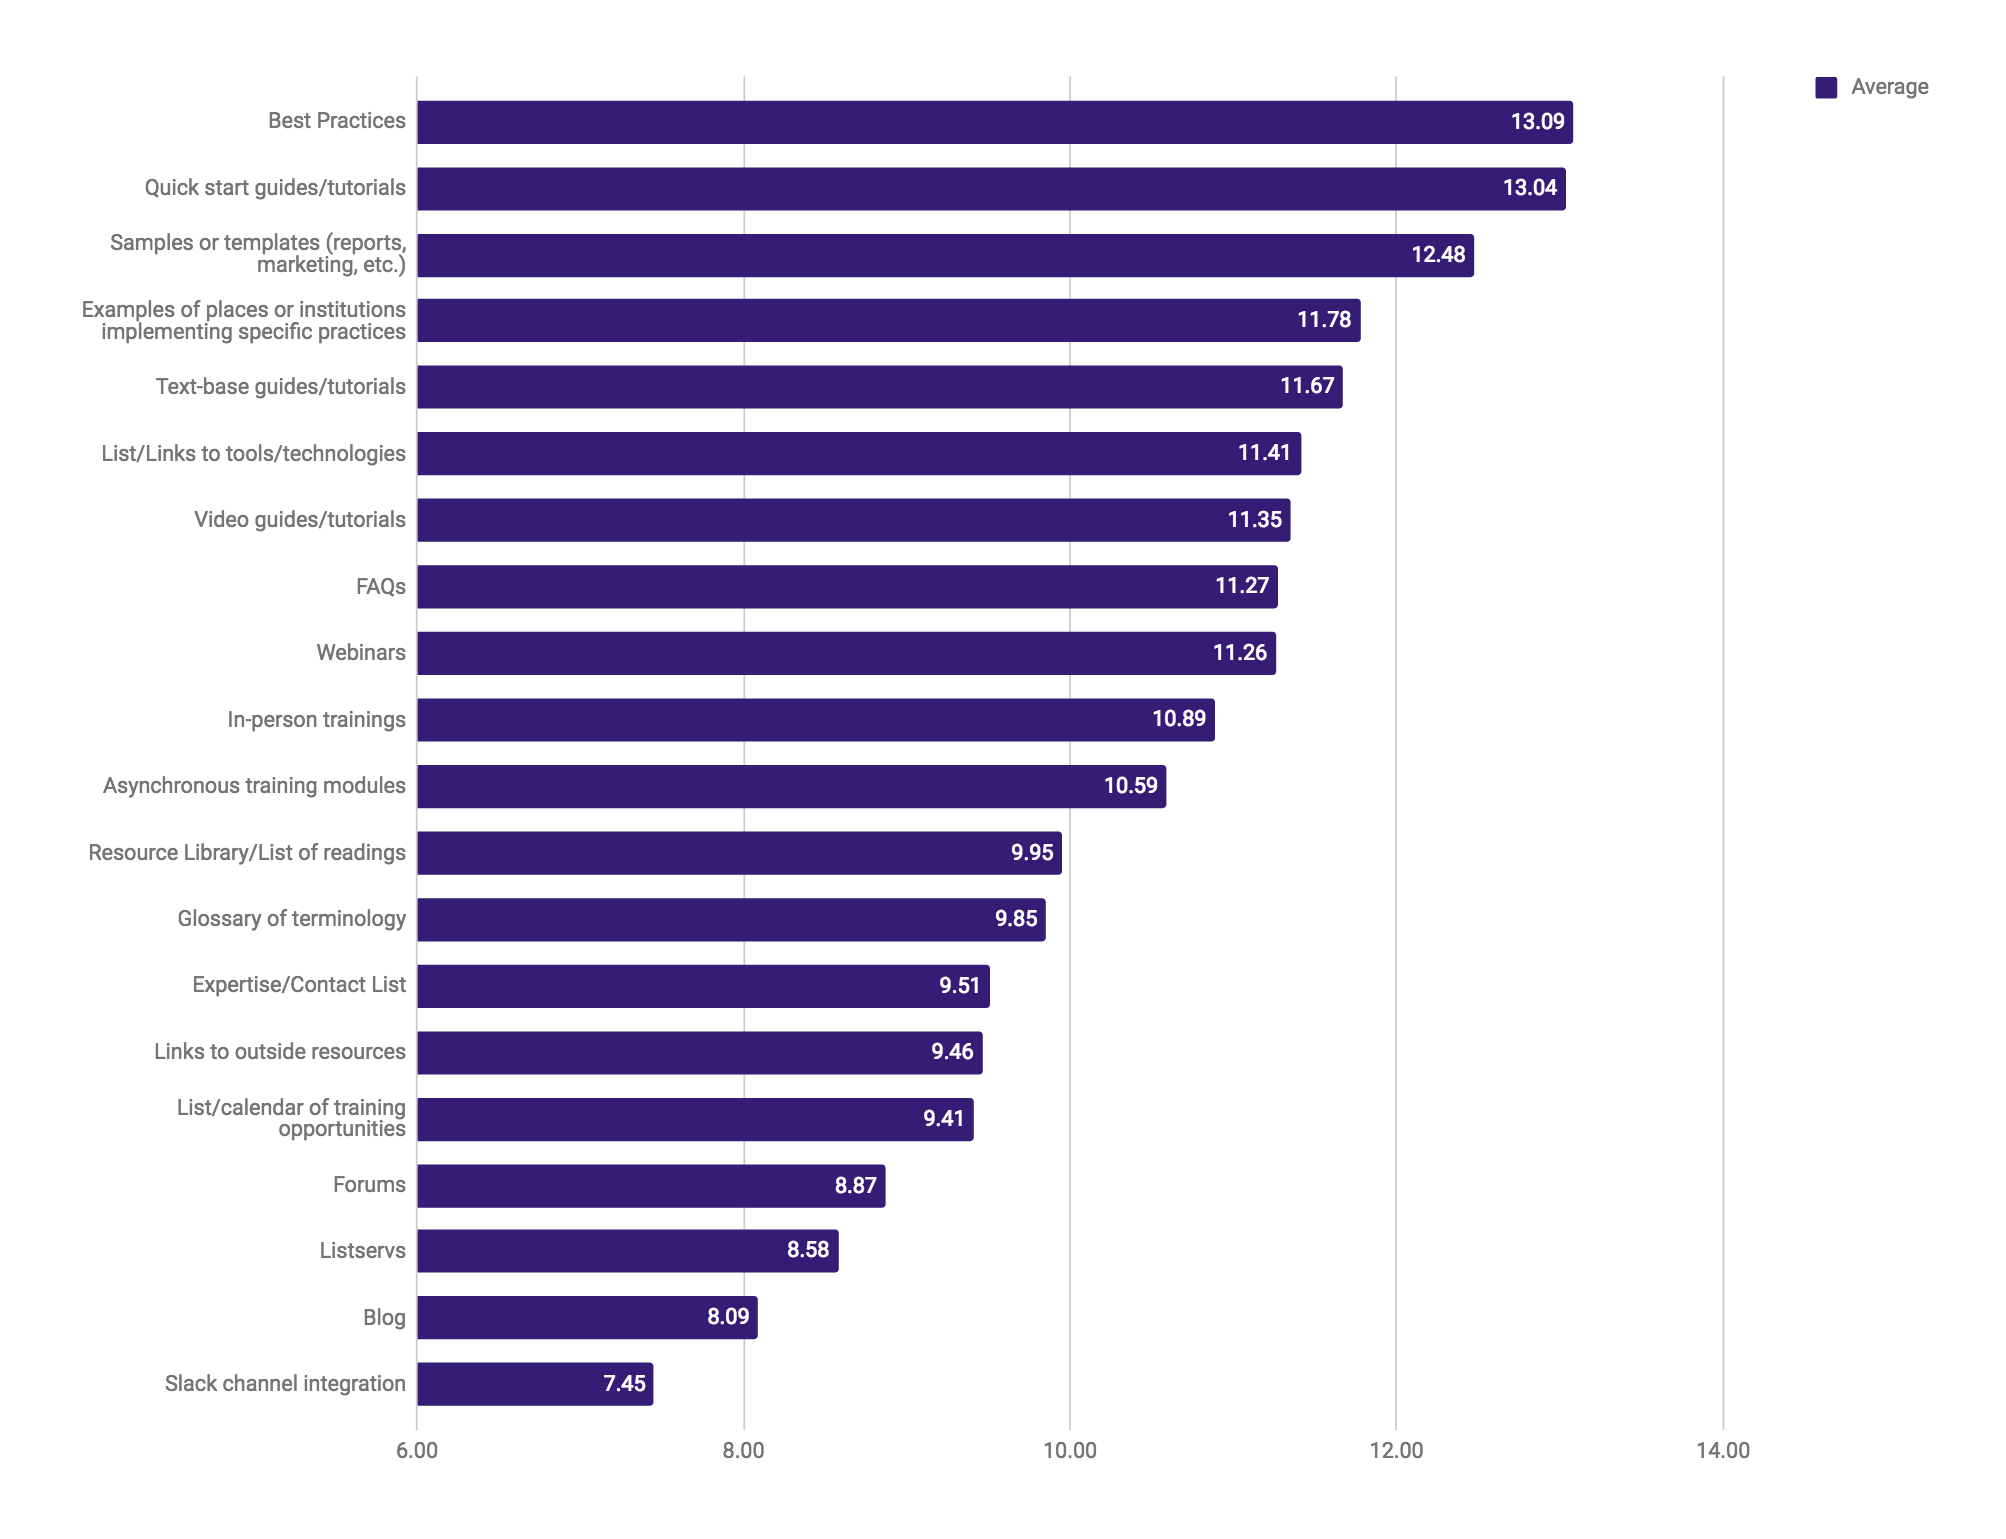 Average
Best Practices
13.09
Quick start guides/tutorials
13.04
Samples or templates (reports,
marketing, etc.)
12.48
Examples of places or institutions
implementing specific practices
11.78
Text-base guides/tutorials
11.67
List/Links to tools/technologies
11.41
Video guides/tutorials
11.35
FAQs
11.27
Webinars
11.26
In-person trainings
10.89
Asynchronous training modules
10.59
Resource Library/List of readings
9.95
Glossary of terminology
9.85
Expertise/Contact List
9.51
Links to outside resources
9.46
List/calendar of training
opportunities
9.41
Forums
8.87
Listservs
8.58
Blog
8.09
Slack channel integration
7.45
6.00 8.00 10.00 12.00 14.00